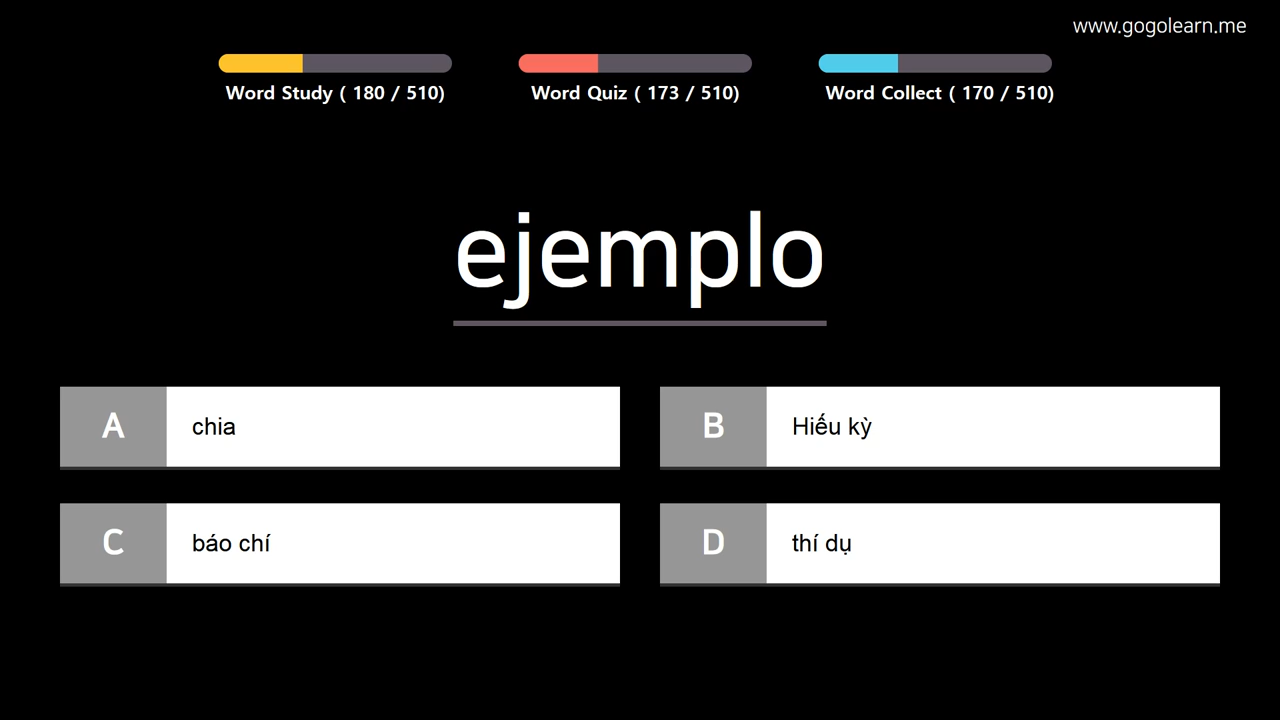 www.gogolearn.me
Word Study ( 180 / 510)
Word Quiz ( 173 / 510)
Word Collect ( 170 / 510)
ejemplo
A chia
B Hiếu kỳ
C báo chí
D thí dụ